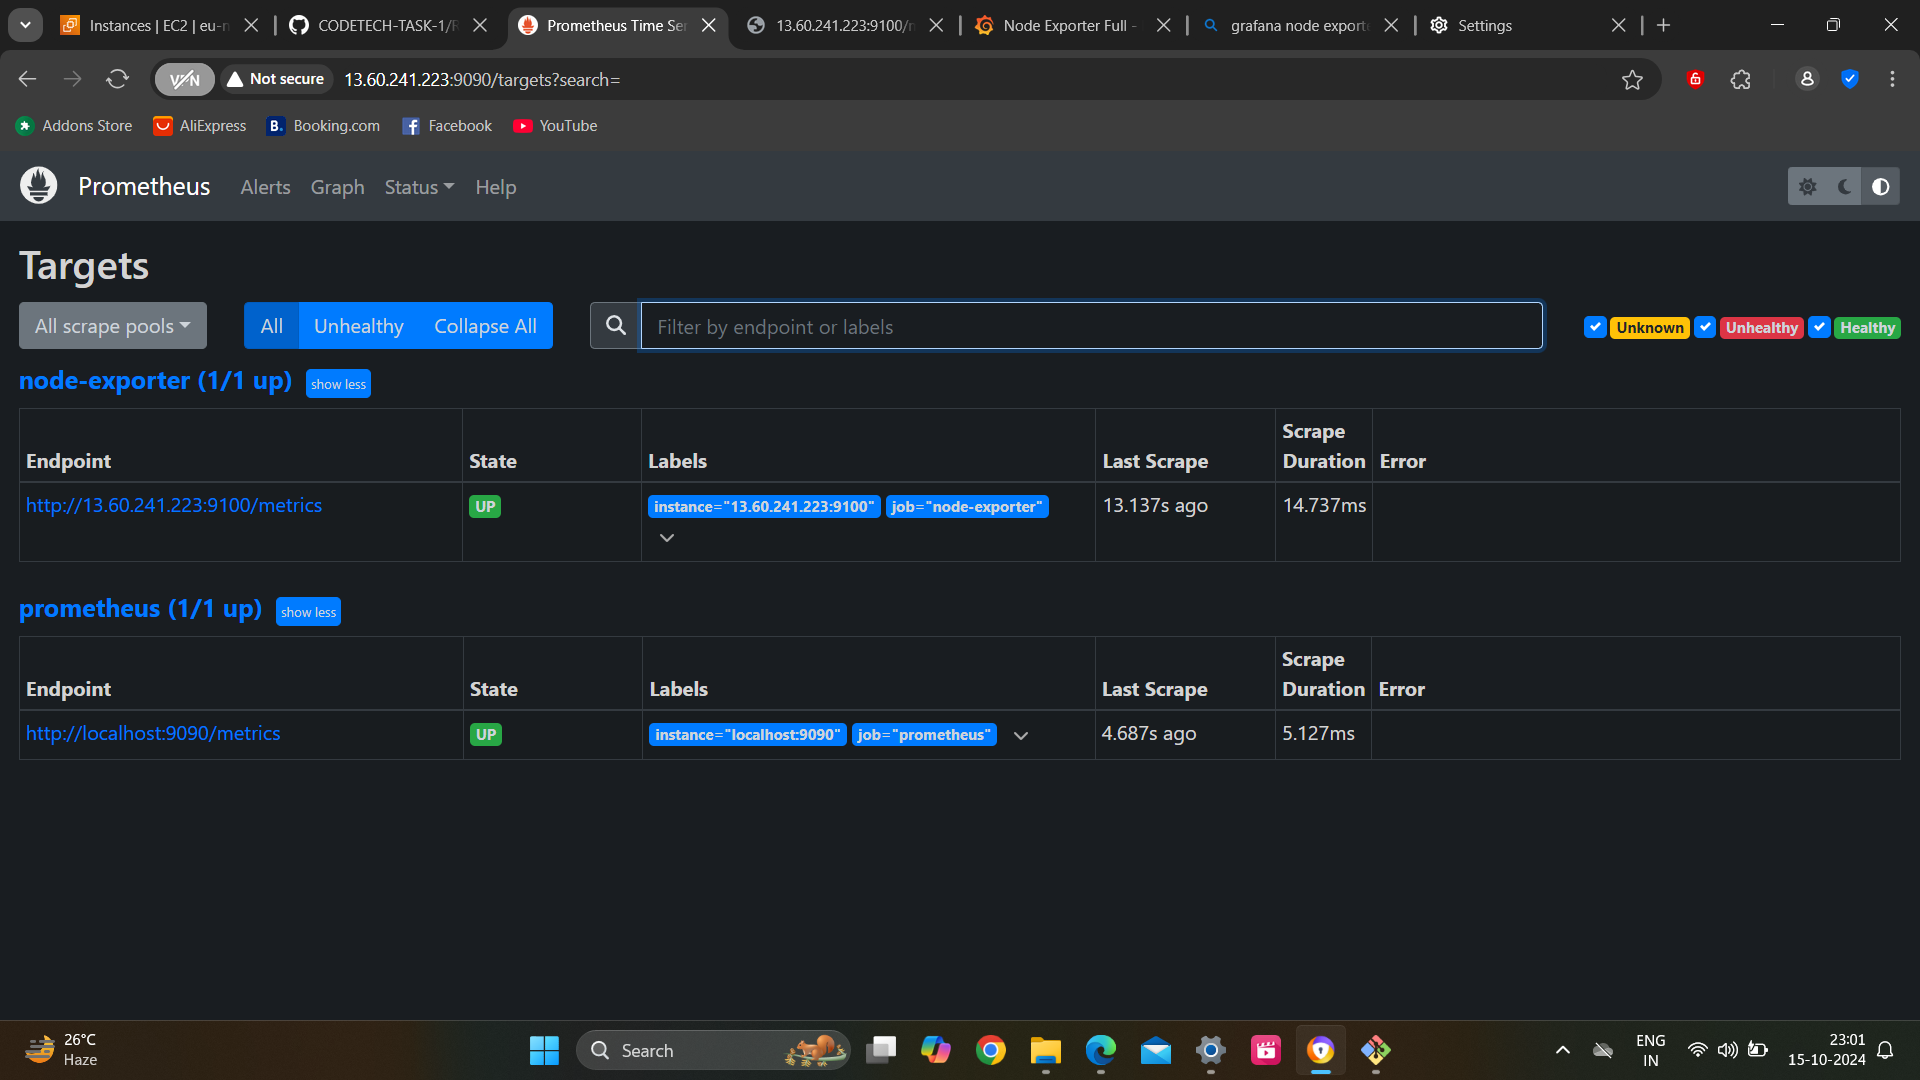 Instances | EC2 | eu-n
CODETECH-TASK-1/R
Prometheus Time Ser
13.60.241.223:9100/m
Node Exporter Full -
grafana node exporte
Settings
VPN
Not secure
13.60.241.223:9090/targets?search=
Addons Store
AliExpress
B. Booking.com
Facebook
YouTube
Prometheus
Alerts
Graph
Status
Help
Targets
All scrape pools
All
Unhealthy
Collapse All
Filter by endpoint or labels
Unknown
Unhealthy
Healthy
node-exporter (1/1 up)
show less
Endpoint
State
Labels
Last Scrape
Scrape
Duration
Error
http://13.60.241.223:9100/metrics
UP
instance="13.60.241.223:9100"
job="node-exporter"
13.137s ago
14.737ms
prometheus (1/1 up)
show less
Endpoint
State
Labels
Last Scrape
Scrape
Duration
Error
http://localhost:9090/metrics
UP
instance="localhost:9090"
job="prometheus"
4.687s ago
5.127ms
26°C
Haze
Search
ENG
IN
23:01
15-10-2024